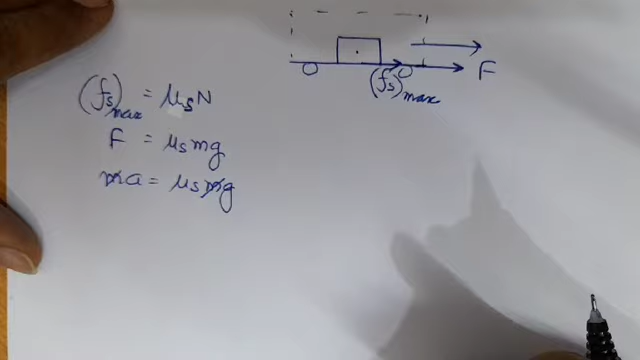 F
(fs)max
(fs)max = μsN
F = μsmg
ma = μsmg